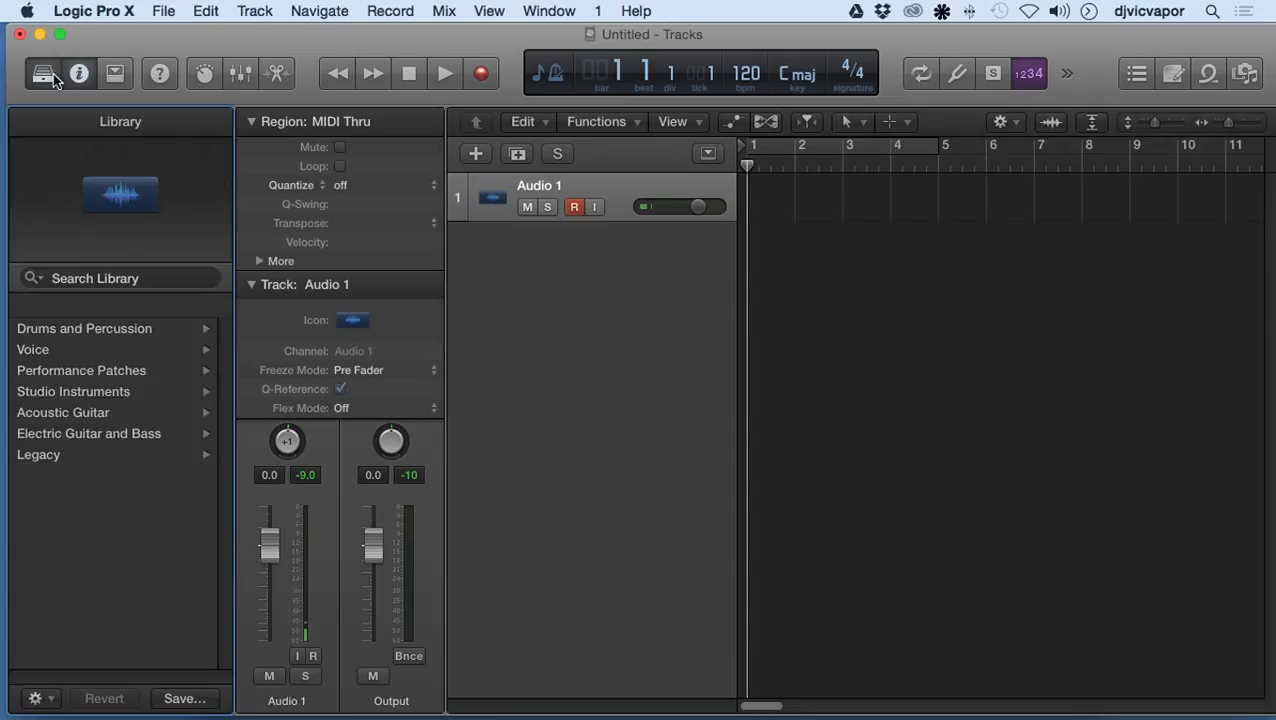 Logic Pro X File Edit Track Navigate Record Mix View Window 1 Help djvicvapor
Untitled - Tracks
001 1 1 1 120 C maj 4/4
bar beat div tick bpm key signature
S 1234
Library
Search Library
Drums and Percussion
Voice
Performance Patches
Studio Instruments
Acoustic Guitar
Electric Guitar and Bass
Legacy
Revert Save...
Region: MIDI Thru
Mute:
Loop:
Quantize off
Q-Swing:
Transpose:
Velocity:
More
Track: Audio 1
Icon:
Channel: Audio 1
Freeze Mode: Pre Fader
Q-Reference:
Flex Mode: Off
+1
0.0 -9.0 0.0 -10
I R Bnce
M S M
Audio 1 Output
Edit Functions View
S
1 2 3 4 5 6 7 8 9 10 11
1 Audio 1
M S R I